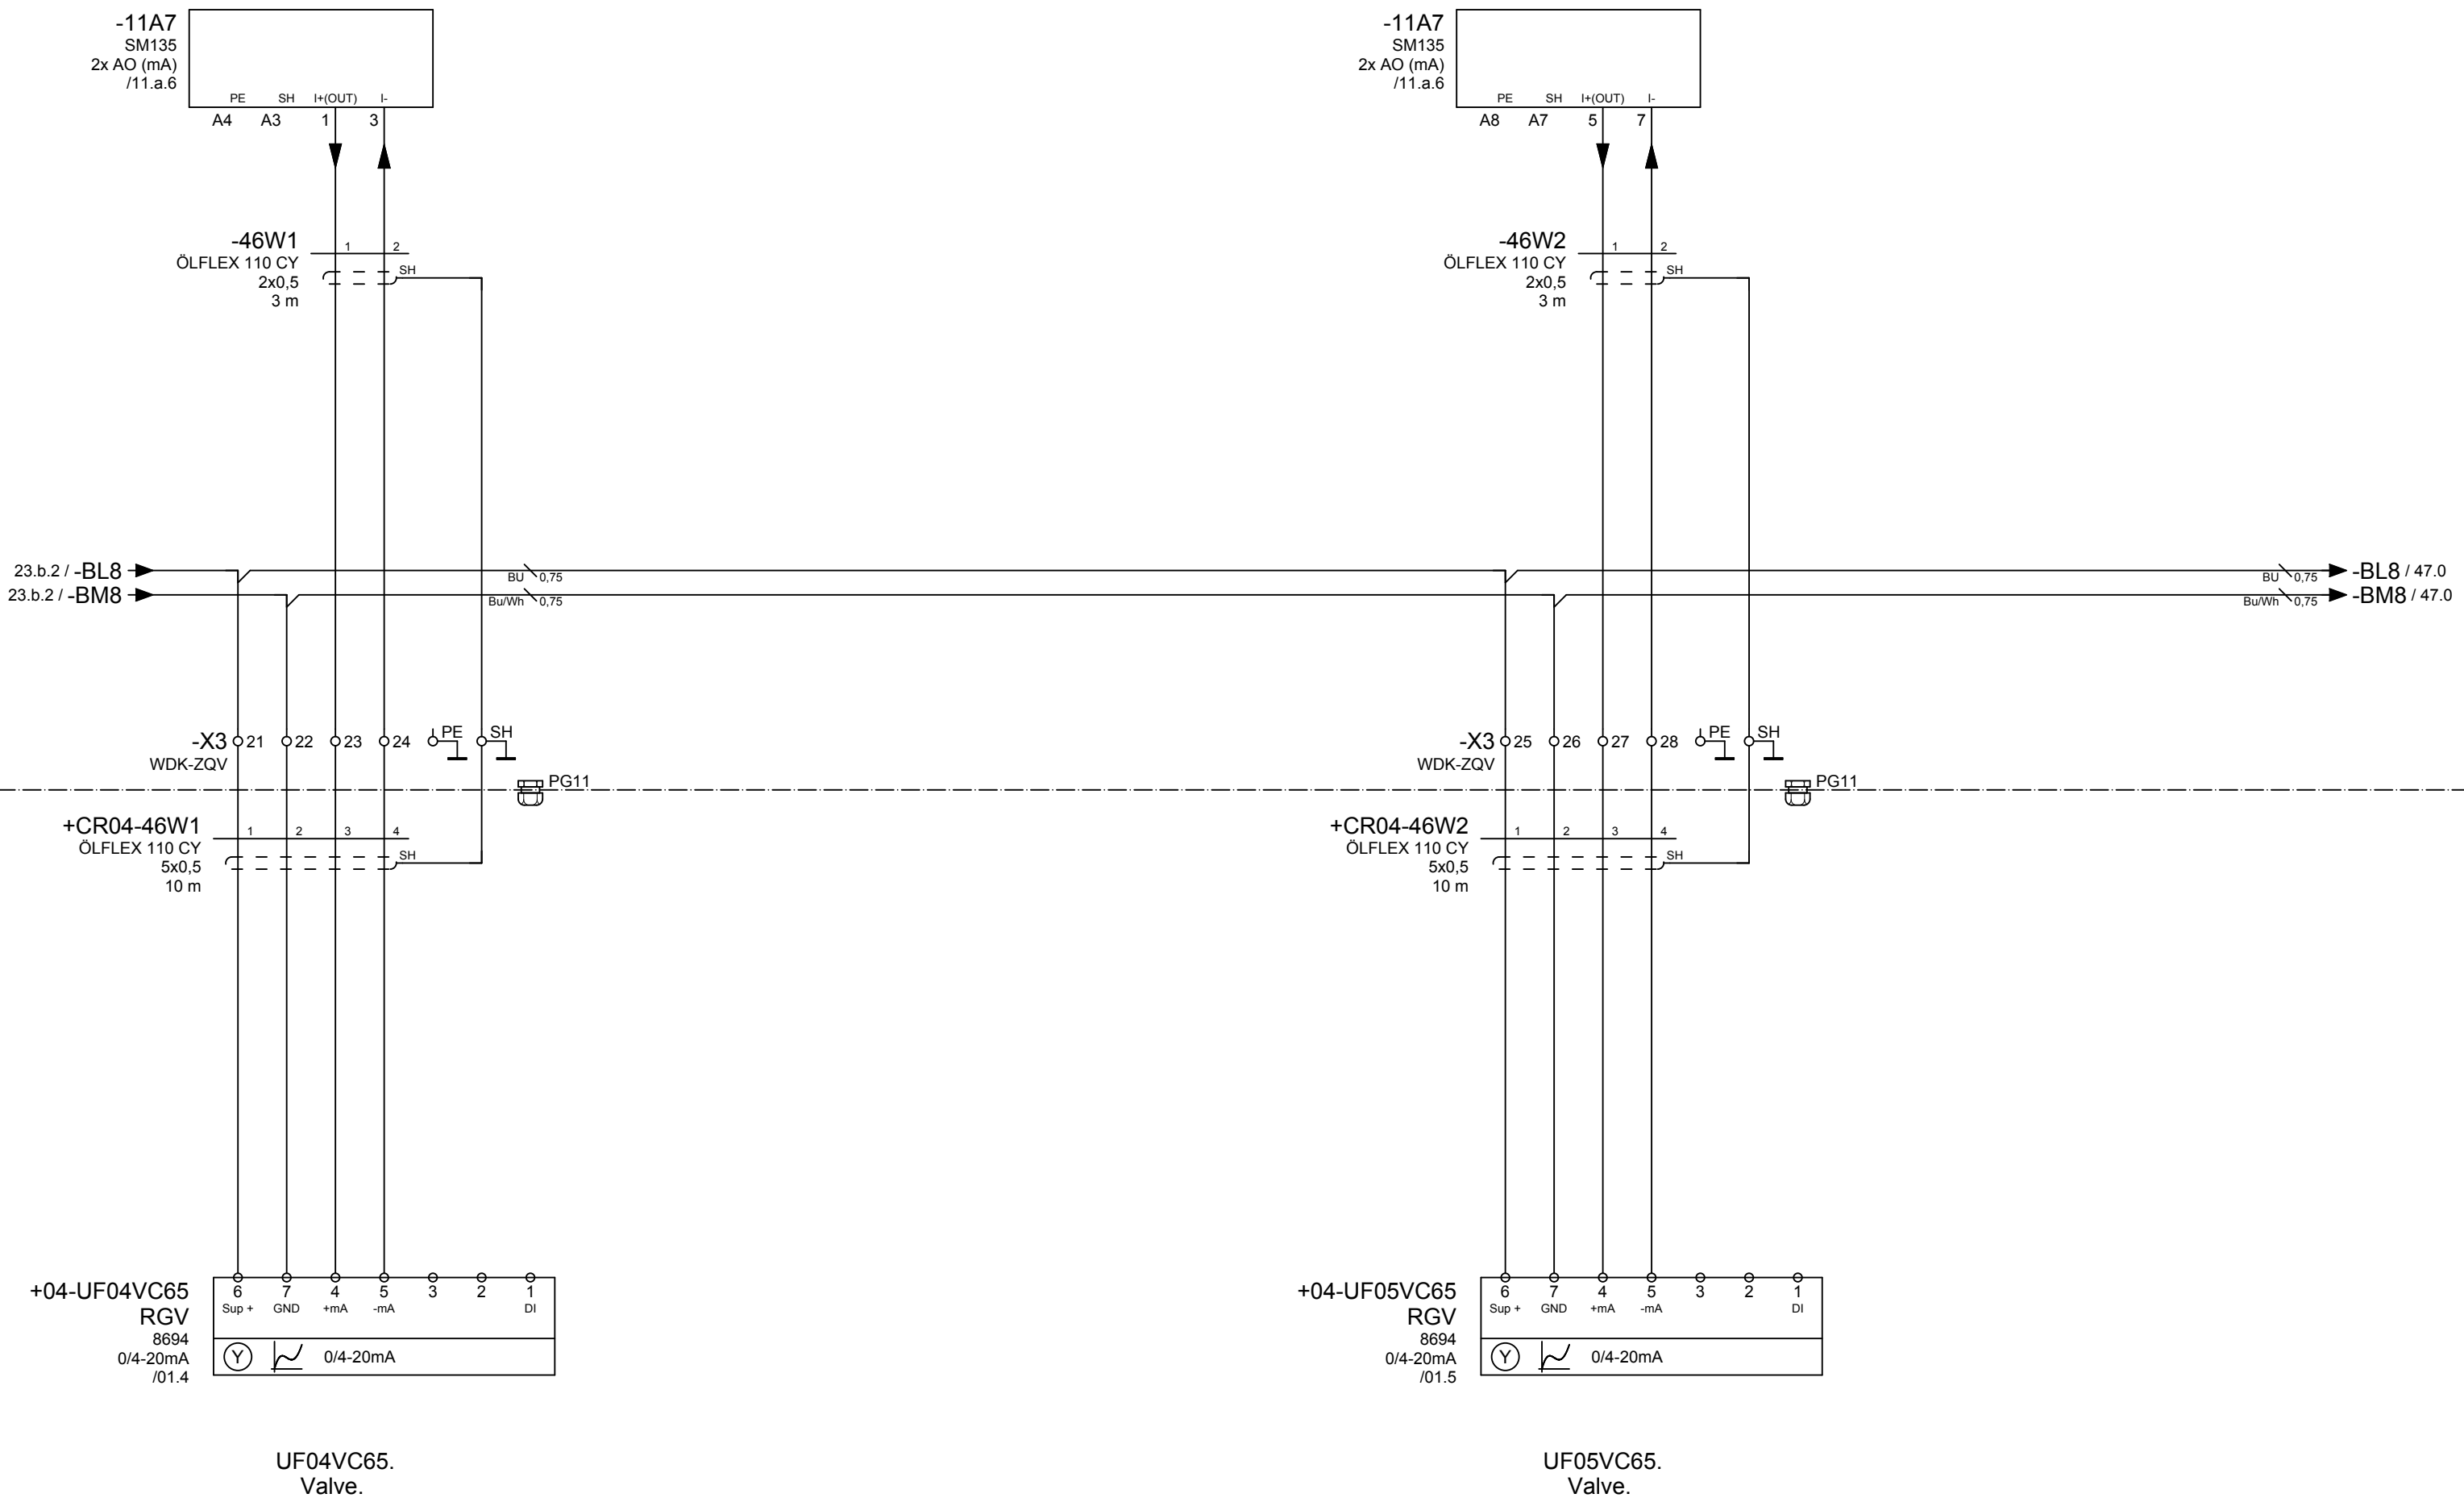 -11A7
SM135
2x AO (mA)
/11.a.6
PE SH I+(OUT) I-
A4 A3 1 3
-11A7
SM135
2x AO (mA)
/11.a.6
PE SH I+(OUT) I-
A8 A7 5 7
-46W1
ÖLFLEX 110 CY
2x0,5
3 m
1 2
SH
-46W2
ÖLFLEX 110 CY
2x0,5
3 m
1 2
SH
23.b.2 / -BL8
BU 0,75
BU 0,75
-BL8 / 47.0
23.b.2 / -BM8
Bu/Wh 0,75
Bu/Wh 0,75
-BM8 / 47.0
-X3 21 22 23 24 PE SH
WDK-ZQV
PG11
-X3 25 26 27 28 PE SH
WDK-ZQV
PG11
+CR04-46W1
ÖLFLEX 110 CY
5x0,5
10 m
1 2 3 4
SH
+CR04-46W2
ÖLFLEX 110 CY
5x0,5
10 m
1 2 3 4
SH
+04-UF04VC65
RGV
8694
0/4-20mA
/01.4
6 7 4 5 3 2 1
Sup + GND +mA -mA DI
Y 0/4-20mA
+04-UF05VC65
RGV
8694
0/4-20mA
/01.5
6 7 4 5 3 2 1
Sup + GND +mA -mA DI
Y 0/4-20mA
UF04VC65.
Valve.
UF05VC65.
Valve.